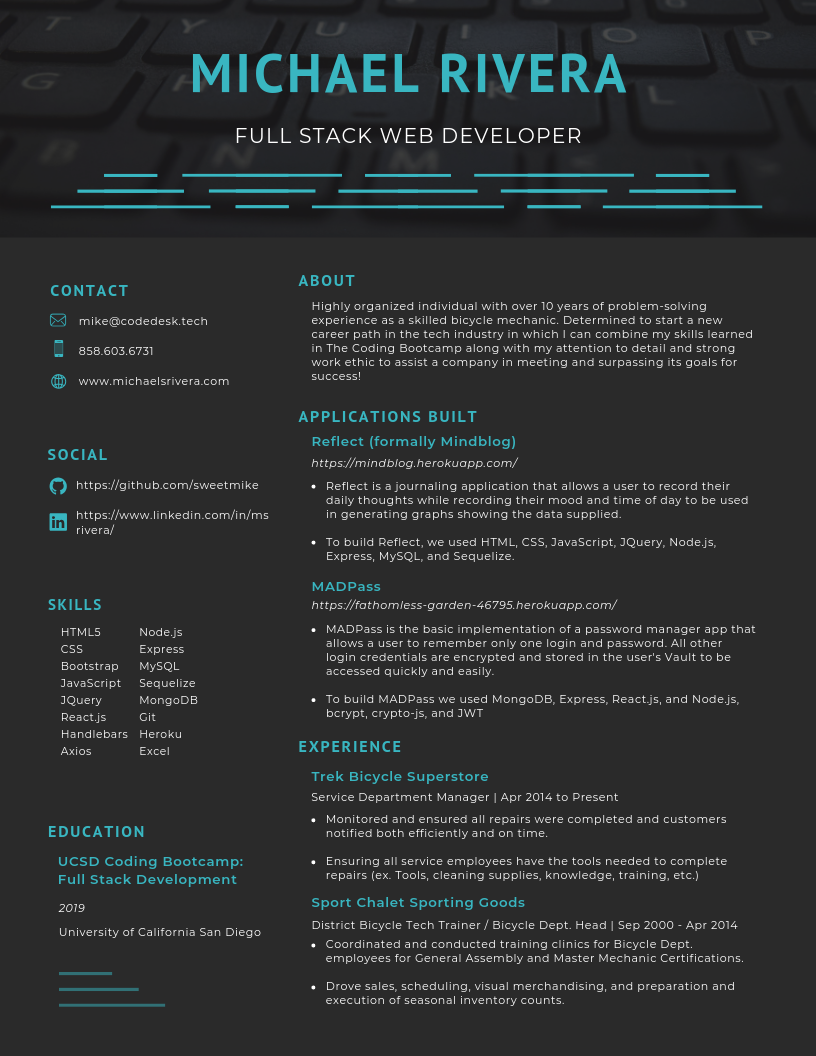 MICHAEL RIVERA
FULL STACK WEB DEVELOPER
CONTACT
mike@codedesk.tech
858.603.6731
www.michaelsrivera.com
SOCIAL
https://github.com/sweetmike
https://www.linkedin.com/in/ms
rivera/
SKILLS
HTML5 Node.js
CSS Express
Bootstrap MySQL
JavaScript Sequelize
JQuery MongoDB
React.js Git
Handlebars Heroku
Axios Excel
EDUCATION
UCSD Coding Bootcamp:
Full Stack Development
2019
University of California San Diego
ABOUT
Highly organized individual with over 10 years of problem-solving
experience as a skilled bicycle mechanic. Determined to start a new
career path in the tech industry in which I can combine my skills learned
in The Coding Bootcamp along with my attention to detail and strong
work ethic to assist a company in meeting and surpassing its goals for
success!
APPLICATIONS BUILT
Reflect (formally Mindblog)
https://mindblog.herokuapp.com/
• Reflect is a journaling application that allows a user to record their
daily thoughts while recording their mood and time of day to be used
in generating graphs showing the data supplied.
• To build Reflect, we used HTML, CSS, JavaScript, JQuery, Node.js,
Express, MySQL, and Sequelize.
MADPass
https://fathomless-garden-46795.herokuapp.com/
• MADPass is the basic implementation of a password manager app that
allows a user to remember only one login and password. All other
login credentials are encrypted and stored in the user's Vault to be
accessed quickly and easily.
• To build MADPass we used MongoDB, Express, React.js, and Node.js,
bcrypt, crypto-js, and JWT
EXPERIENCE
Trek Bicycle Superstore
Service Department Manager | Apr 2014 to Present
• Monitored and ensured all repairs were completed and customers
notified both efficiently and on time.
• Ensuring all service employees have the tools needed to complete
repairs (ex. Tools, cleaning supplies, knowledge, training, etc.)
Sport Chalet Sporting Goods
District Bicycle Tech Trainer / Bicycle Dept. Head | Sep 2000 - Apr 2014
• Coordinated and conducted training clinics for Bicycle Dept.
employees for General Assembly and Master Mechanic Certifications.
• Drove sales, scheduling, visual merchandising, and preparation and
execution of seasonal inventory counts.